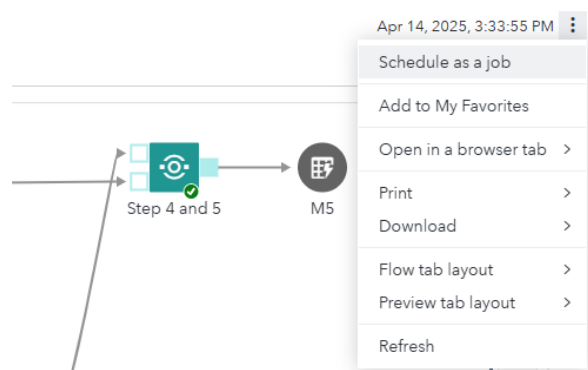 Apr 14, 2025, 3:33:55 PM
Schedule as a job
Add to My Favorites
Open in a browser tab
Print
Download
Flow tab layout
Preview tab layout
Refresh
Step 4 and 5
M5